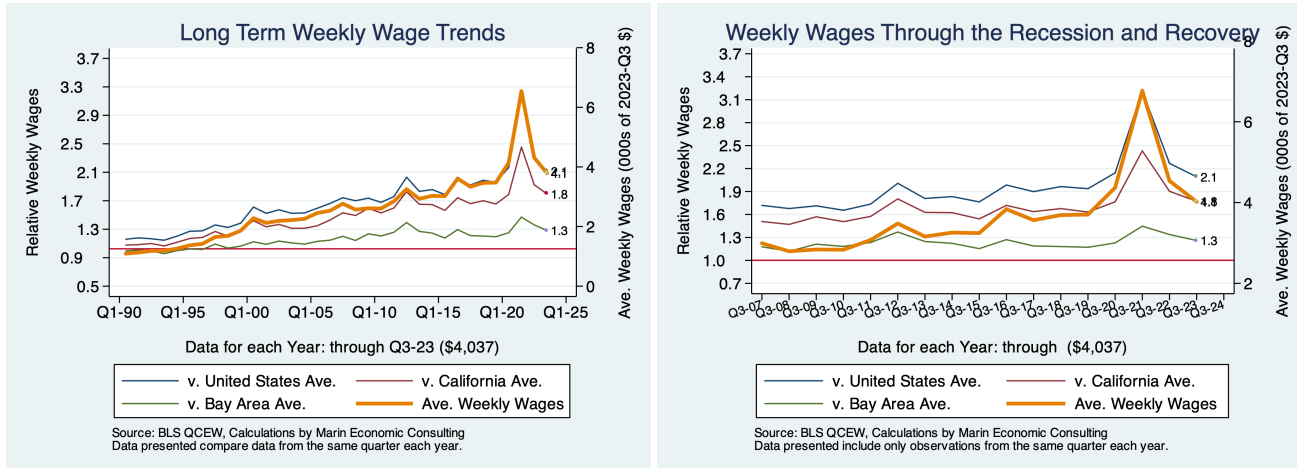 Long Term Weekly Wage Trends
Relative Weekly Wages
3.7
3.3
2.9
2.5
2.1
1.7
1.3
0.9
0.5
8
6
4
2
0
Ave. Weekly Wages (000s of 2023-Q3 $)
2.1
4.1
1.8
1.3
Q1-90 Q1-95 Q1-00 Q1-05 Q1-10 Q1-15 Q1-20 Q1-25
Data for each Year: through Q3-23 ($4,037)
v. United States Ave. v. California Ave.
v. Bay Area Ave. Ave. Weekly Wages
Source: BLS QCEW, Calculations by Marin Economic Consulting
Data presented compare data from the same quarter each year.
Weekly Wages Through the Recession and Recovery
Relative Weekly Wages
3.7
3.4
3.1
2.8
2.5
2.2
1.9
1.6
1.3
1.0
0.7
8
6
4
2
Ave. Weekly Wages (000s of 2023-Q3 $)
2.1
1.3
Q3-07 Q3-08 Q3-09 Q3-10 Q3-11 Q3-12 Q3-13 Q3-14 Q3-15 Q3-16 Q3-17 Q3-18 Q3-19 Q3-20 Q3-21 Q3-22 Q3-23 Q3-24
Data for each Year: through ($4,037)
v. United States Ave. v. California Ave.
v. Bay Area Ave. Ave. Weekly Wages
Source: BLS QCEW, Calculations by Marin Economic Consulting
Data presented include only observations from the same quarter each year.